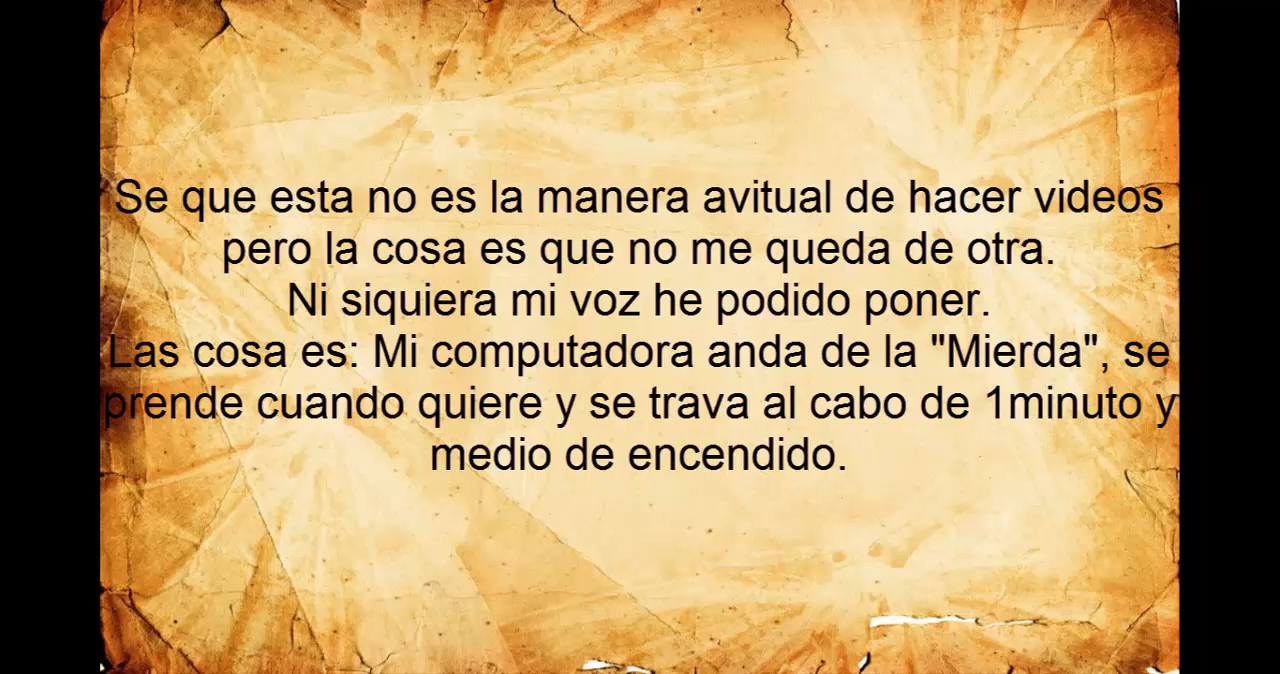 Se que esta no es la manera avitual de hacer videos
pero la cosa es que no me queda de otra.
Ni siquiera mi voz he podido poner.
Las cosa es: Mi computadora anda de la "Mierda", se
prende cuando quiere y se trava al cabo de 1minuto y
medio de encendido.